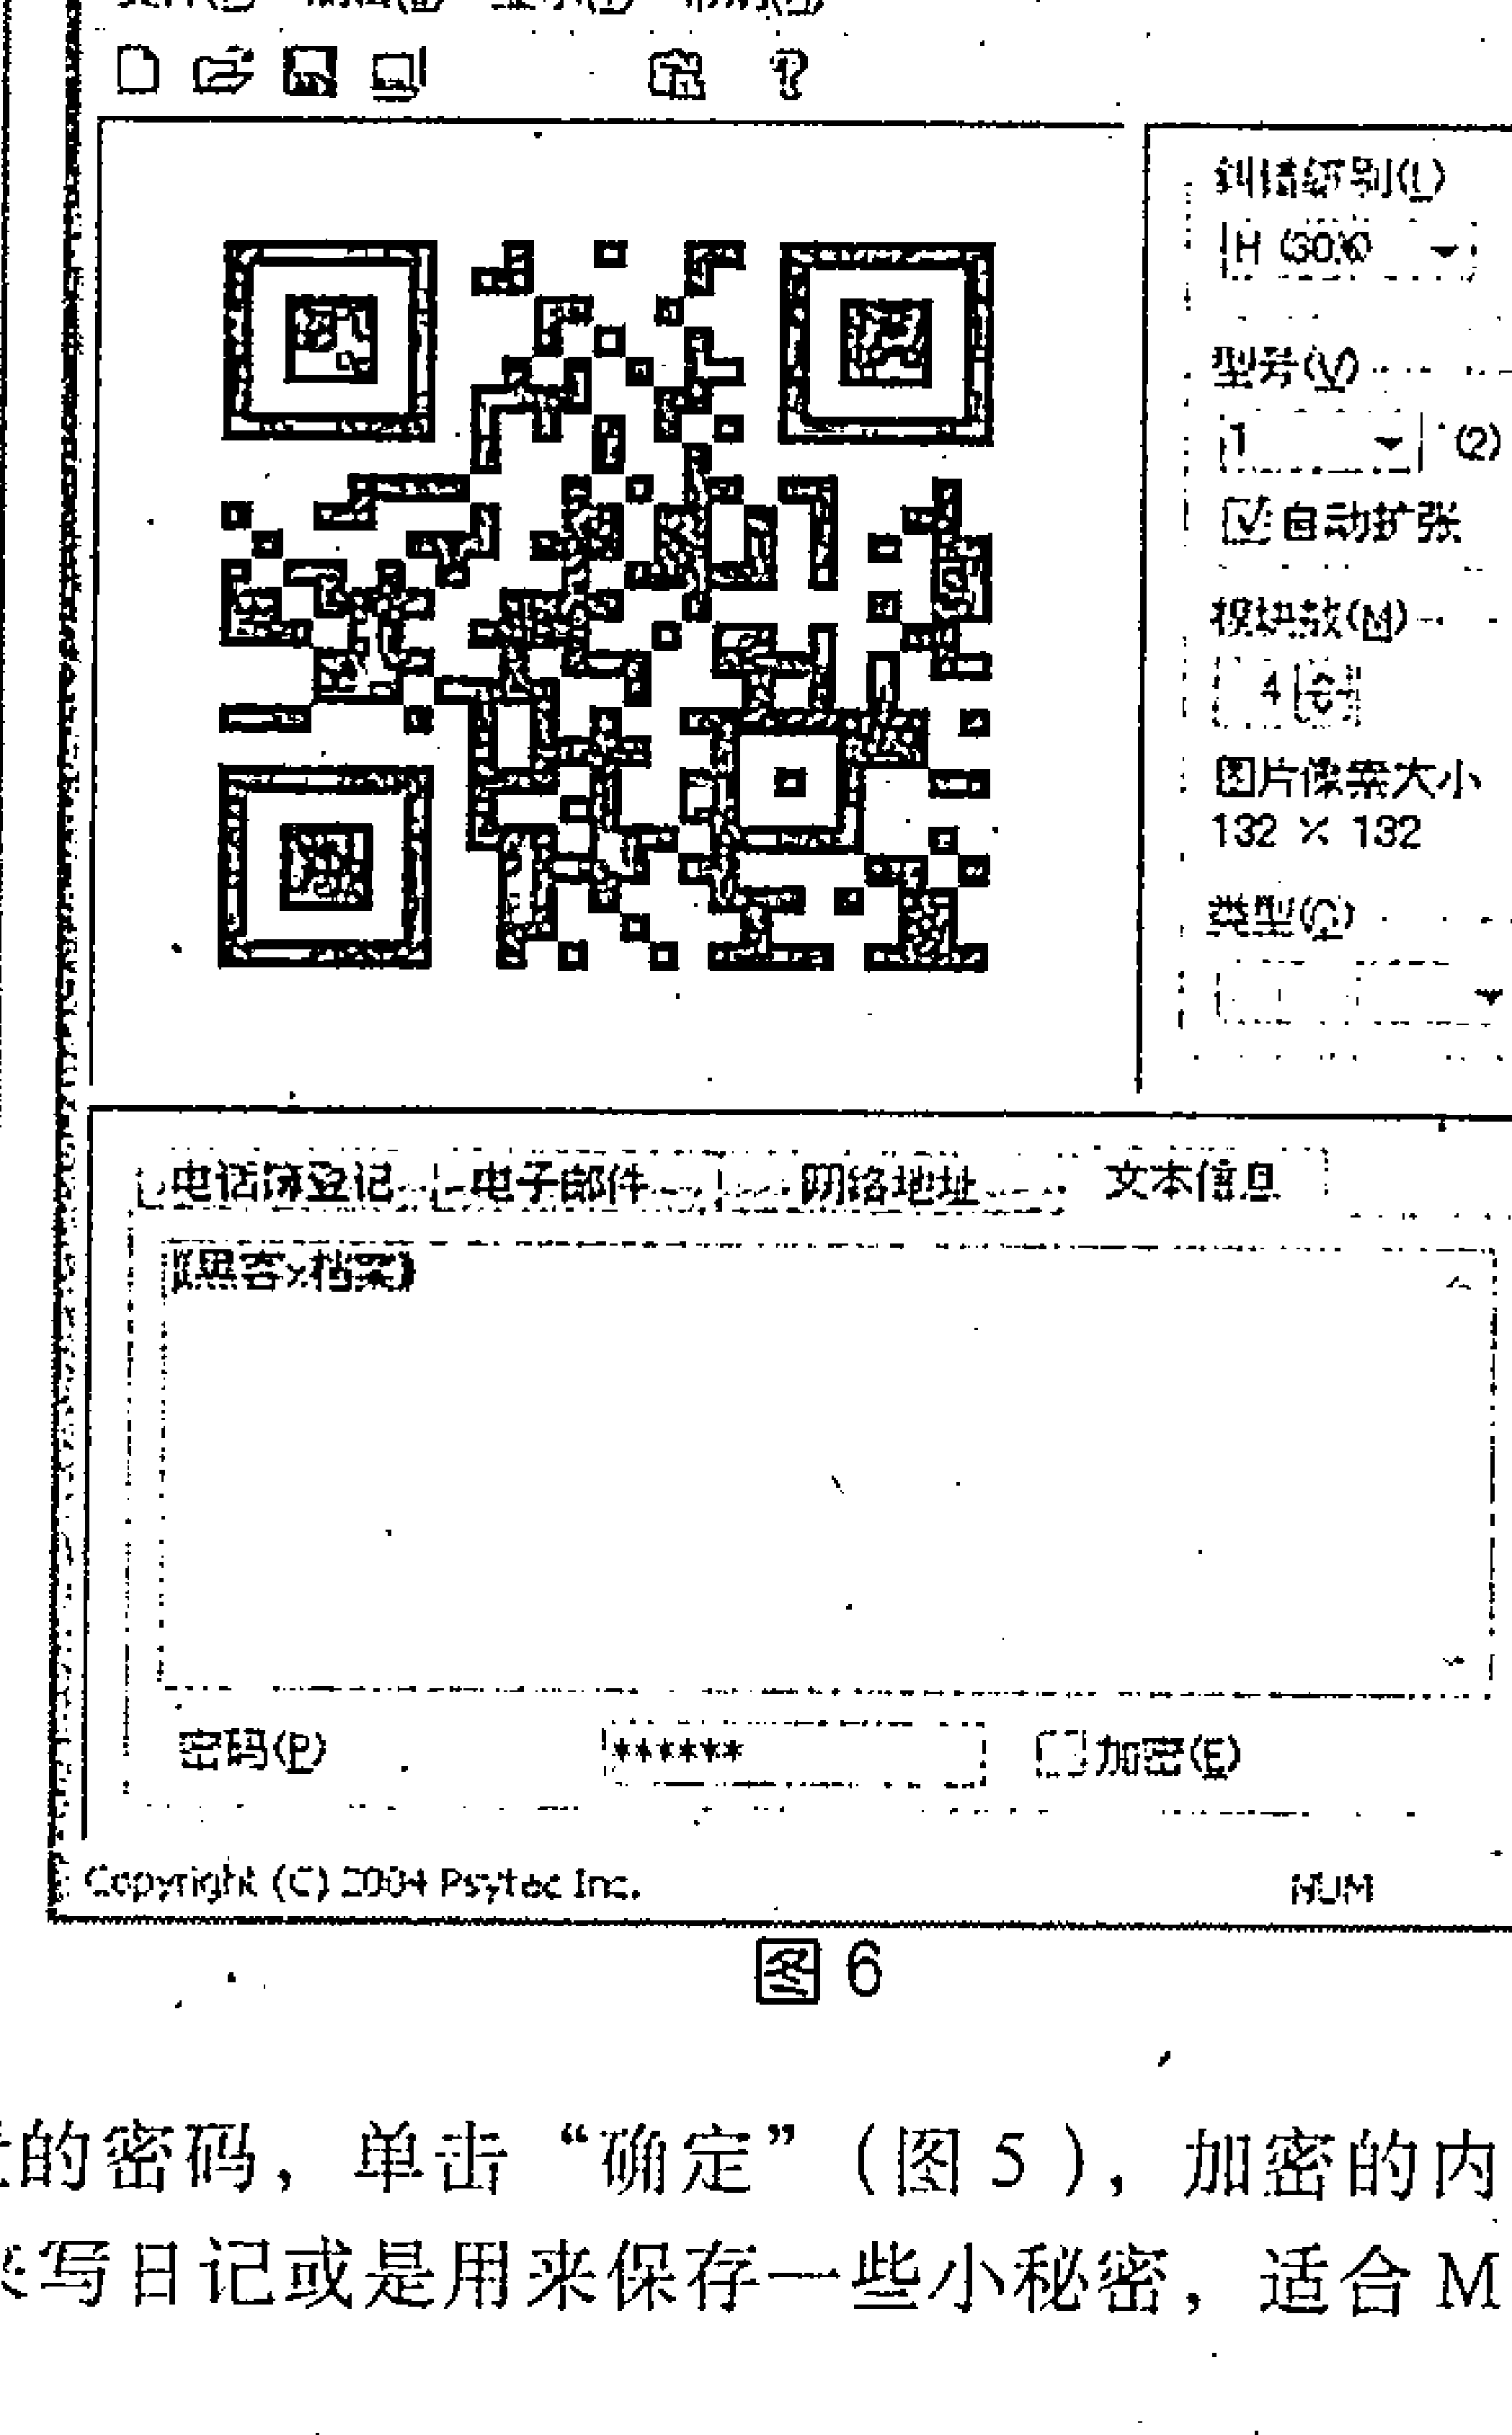 纠错级别(L)
H (30%)
型号(V)
1 (2)
自动扩张
模块数(M)
4
图片像素大小
132 × 132
类型(G)
电话簿登记 电子邮件 网络地址 文本信息
【黑客x档案】
密码(P) ****** 加密(E)
Copyright (C) 2004 Psytec Inc. NUM
图 6
的密码，单击“确定”（图 5），加密的内
写日记或是用来保存一些小秘密，适合 M